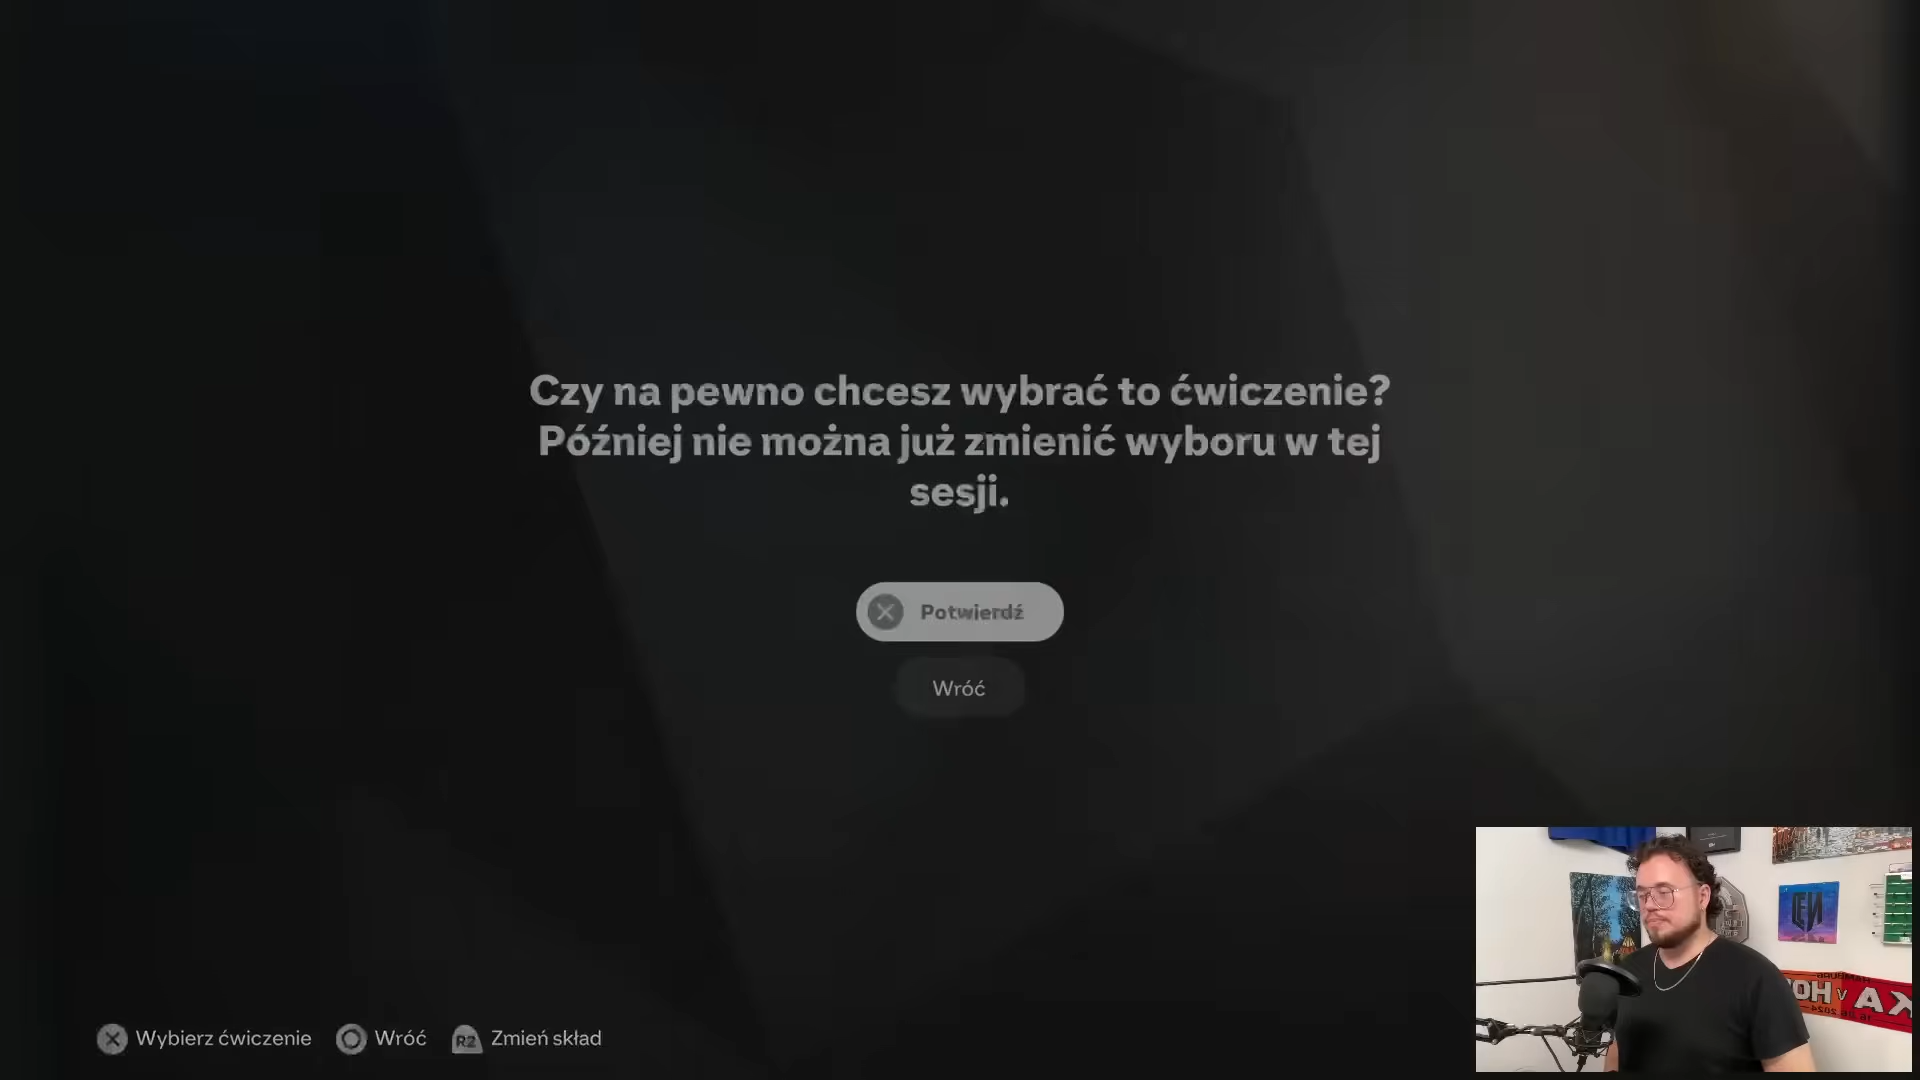 Czy na pewno chcesz wybrać to ćwiczenie?
Później nie można już zmienić wyboru w tej
sesji.
Potwierdź
Wróć
Wybierz ćwiczenie
Wróć
R2 Zmień skład